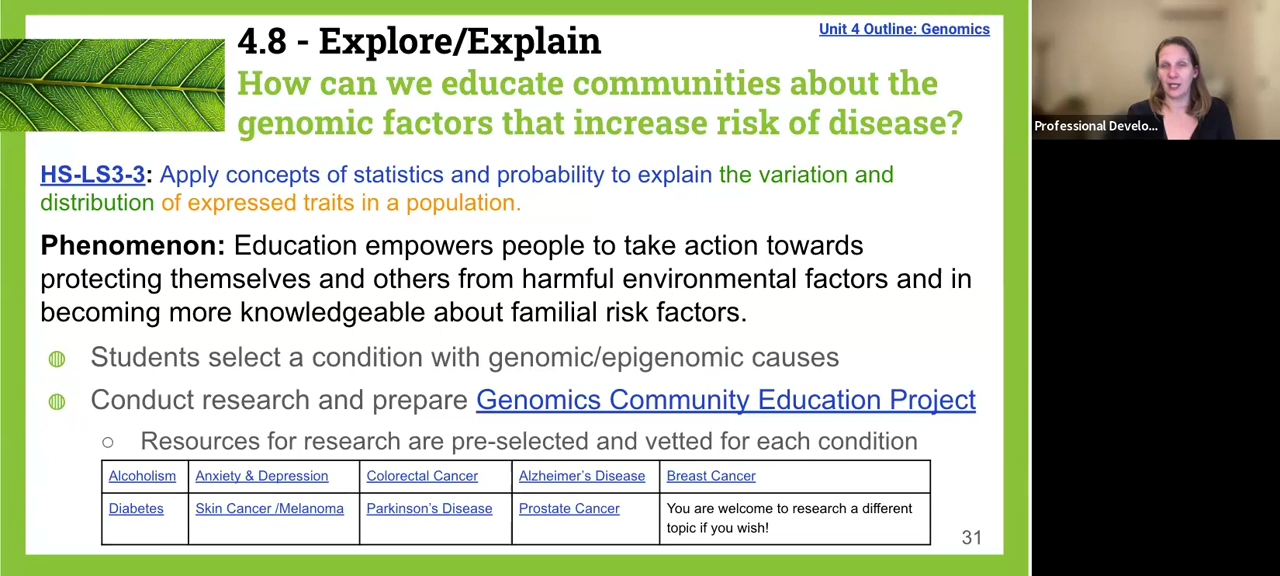 4.8 - Explore/Explain
Unit 4 Outline: Genomics
How can we educate communities about the
genomic factors that increase risk of disease?
HS-LS3-3: Apply concepts of statistics and probability to explain the variation and
distribution of expressed traits in a population.
Phenomenon: Education empowers people to take action towards
protecting themselves and others from harmful environmental factors and in
becoming more knowledgeable about familial risk factors.
Students select a condition with genomic/epigenomic causes
Conduct research and prepare Genomics Community Education Project
Resources for research are pre-selected and vetted for each condition
Alcoholism Anxiety & Depression Colorectal Cancer Alzheimer's Disease Breast Cancer
Diabetes Skin Cancer /Melanoma Parkinson's Disease Prostate Cancer You are welcome to research a different
topic if you wish!
31
Professional Develo...